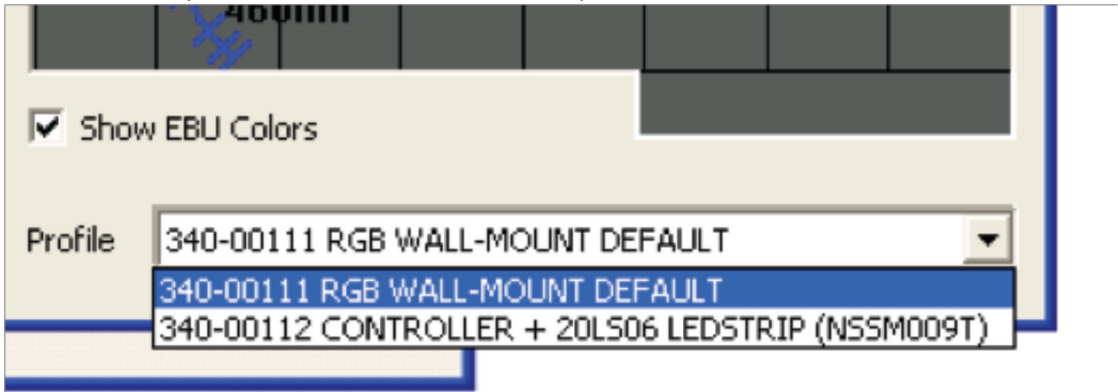 460nm
Show EBU Colors
Profile 340-00111 RGB WALL-MOUNT DEFAULT
340-00111 RGB WALL-MOUNT DEFAULT
340-00112 CONTROLLER + 20LS06 LEDSTRIP (NSSM009T)